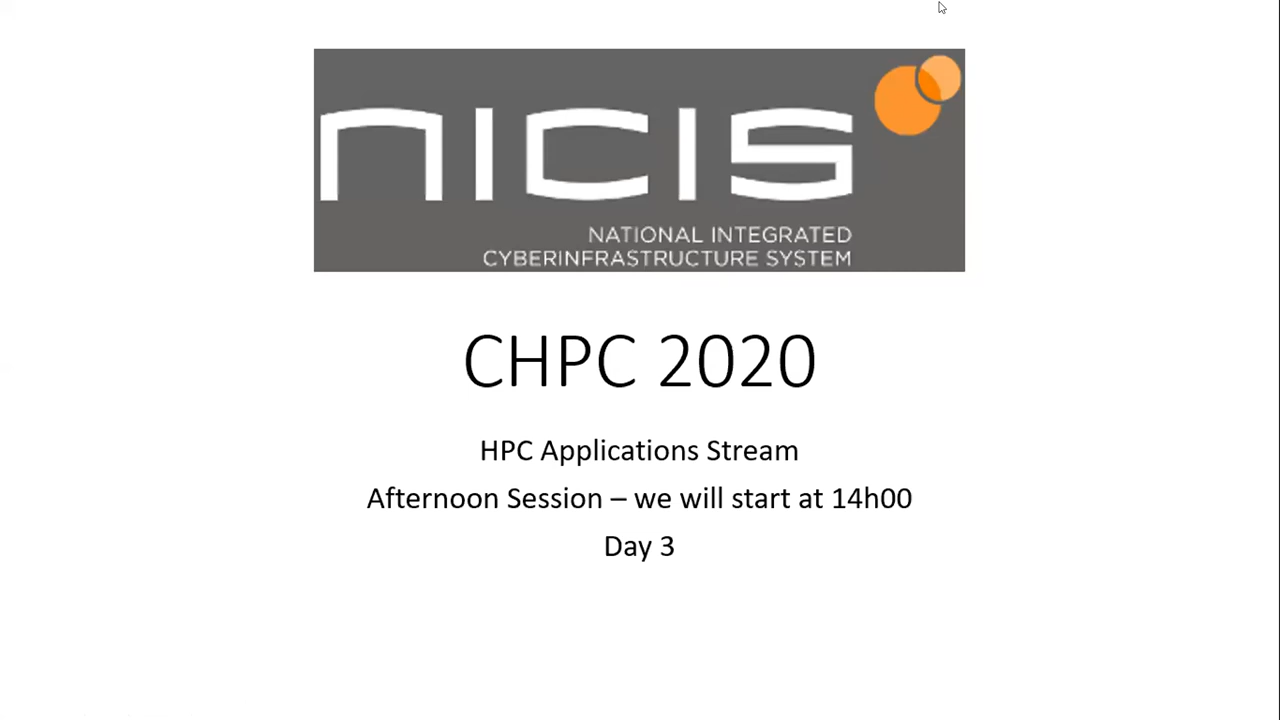 nicis
NATIONAL INTEGRATED
CYBERINFRASTRUCTURE SYSTEM
CHPC 2020
HPC Applications Stream
Afternoon Session – we will start at 14h00
Day 3